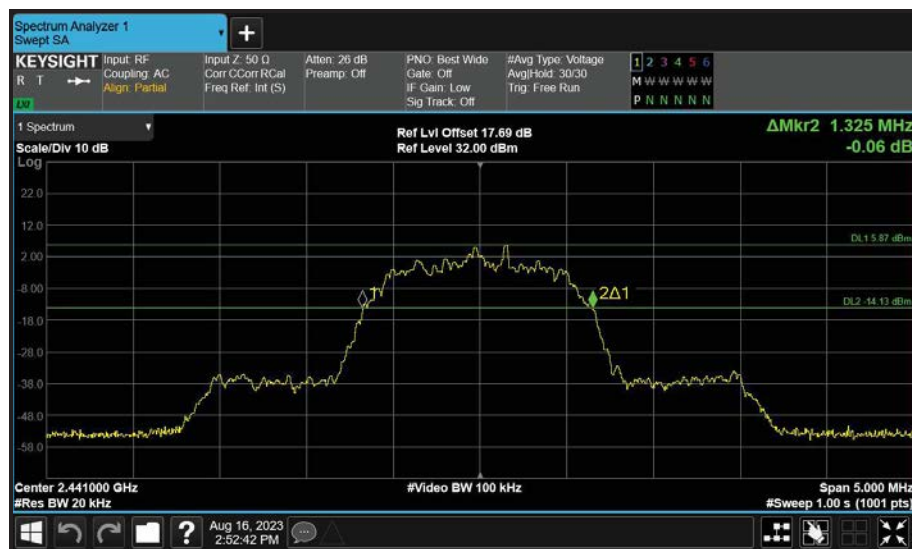 Spectrum Analyzer 1
Swept SA
+
KEYSIGHT
R T
LXI
Input: RF
Coupling: AC
Align: Partial
Input Z: 50 Ω
Corr CCorr RCal
Freq Ref: Int (S)
Atten: 26 dB
Preamp: Off
PNO: Best Wide
Gate: Off
IF Gain: Low
Sig Track: Off
#Avg Type: Voltage
Avg|Hold: 30/30
Trig: Free Run
1 2 3 4 5 6
M W W W W W
P N N N N N
1 Spectrum
Scale/Div 10 dB
Ref Lvl Offset 17.69 dB
Ref Level 32.00 dBm
ΔMkr2 1.325 MHz
-0.06 dB
Log
22.0
12.0
DL1 5.87 dBm
2.00
-8.00
1
2Δ1
DL2 -14.13 dBm
-18.0
-28.0
-38.0
-48.0
-58.0
Center 2.441000 GHz
#Video BW 100 kHz
Span 5.000 MHz
#Res BW 20 kHz
#Sweep 1.00 s (1001 pts)
?
Aug 16, 2023
2:52:42 PM